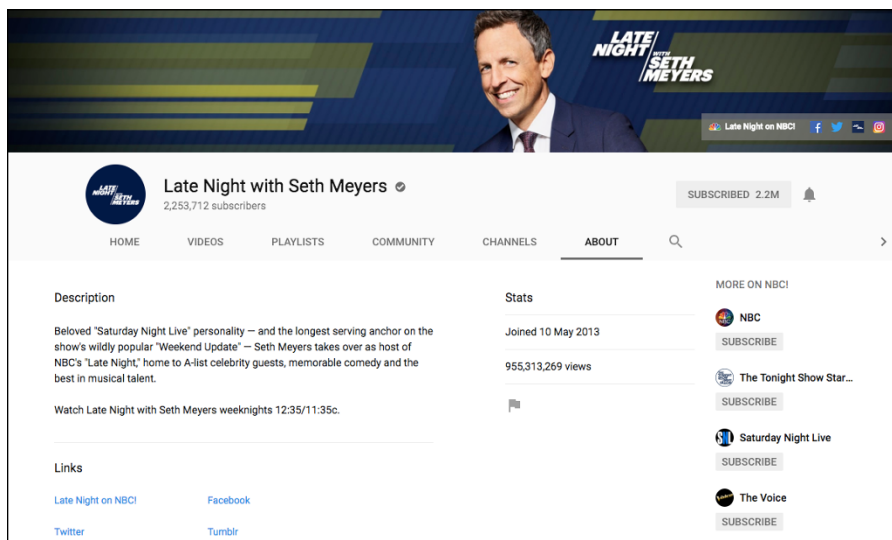 LATE
NIGHT WITH
SETH
MEYERS
Late Night on NBC!
LATE
NIGHT
SETH
MEYERS
Late Night with Seth Meyers
2,253,712 subscribers
SUBSCRIBED 2.2M
HOME VIDEOS PLAYLISTS COMMUNITY CHANNELS ABOUT
MORE ON NBC!
Description
Stats
NBC
SUBSCRIBE
Beloved "Saturday Night Live" personality — and the longest serving anchor on the
show's wildly popular "Weekend Update" — Seth Meyers takes over as host of
NBC's "Late Night," home to A-list celebrity guests, memorable comedy and the
best in musical talent.
Joined 10 May 2013
955,313,269 views
The Tonight Show Star...
SUBSCRIBE
Watch Late Night with Seth Meyers weeknights 12:35/11:35c.
Saturday Night Live
SUBSCRIBE
Links
Late Night on NBC! Facebook
The Voice
SUBSCRIBE
Twitter Tumblr